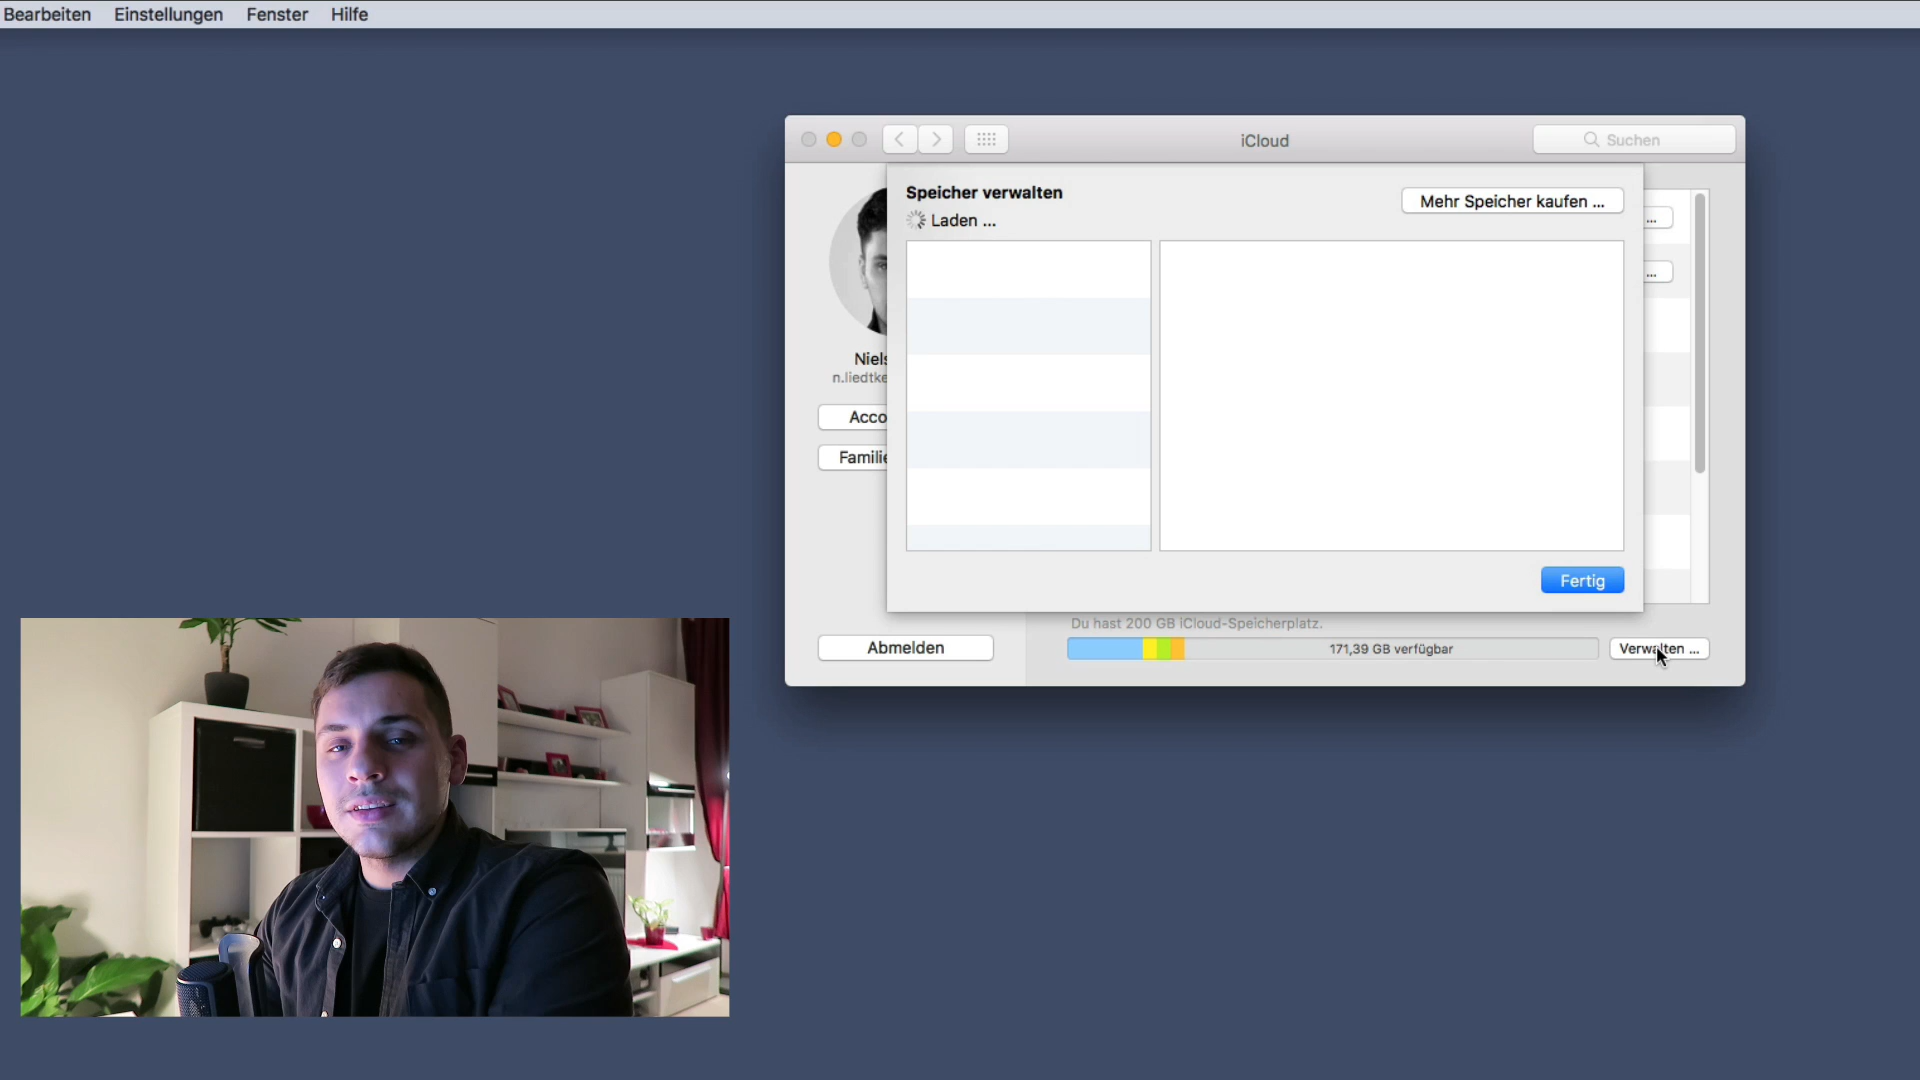 Bearbeiten Einstellungen Fenster Hilfe
iCloud
Suchen
Speicher verwalten
Mehr Speicher kaufen ...
Laden ...
...
...
Niels
n.liedtke
Acco
Familie
Fertig
Du hast 200 GB iCloud-Speicherplatz.
Abmelden
171,39 GB verfügbar
Verwalten ...